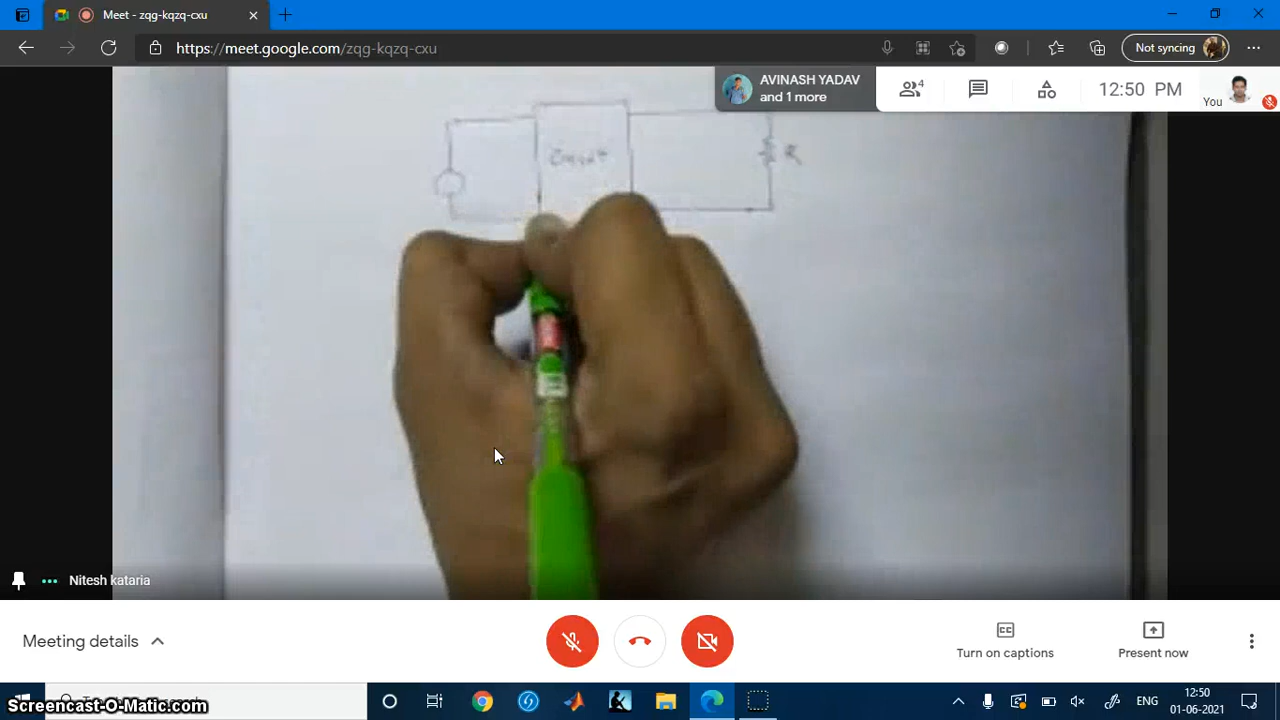 Meet - zqg-kqzq-cxu
https://meet.google.com/zqg-kqzq-cxu
Not syncing
AVINASH YADAV
and 1 more
4
12:50 PM
You
R
Nitesh kataria
Meeting details
CC
Turn on captions
Present now
Screencast-O-Matic.com
ENG
12:50
01-06-2021